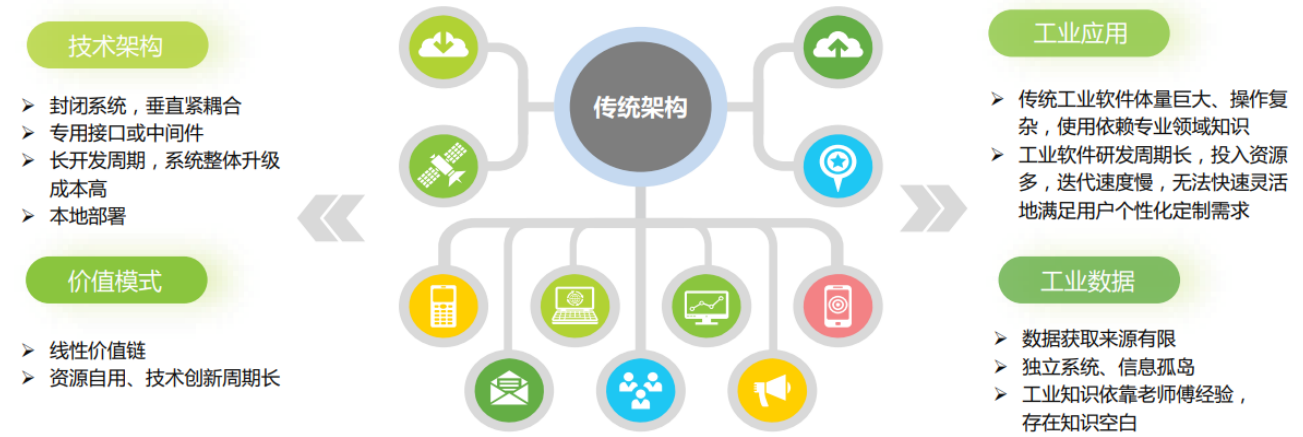 技术架构
封闭系统，垂直紧耦合
专用接口或中间件
长开发周期，系统整体升级
成本高
本地部署
价值模式
线性价值链
资源自用、技术创新周期长
传统架构
工业应用
传统工业软件体量巨大、操作复
杂，使用依赖专业领域知识
工业软件研发周期长，投入资源
多，迭代速度慢，无法快速灵活
地满足用户个性化定制需求
工业数据
数据获取来源有限
独立系统、信息孤岛
工业知识依靠老师傅经验，
存在知识空白